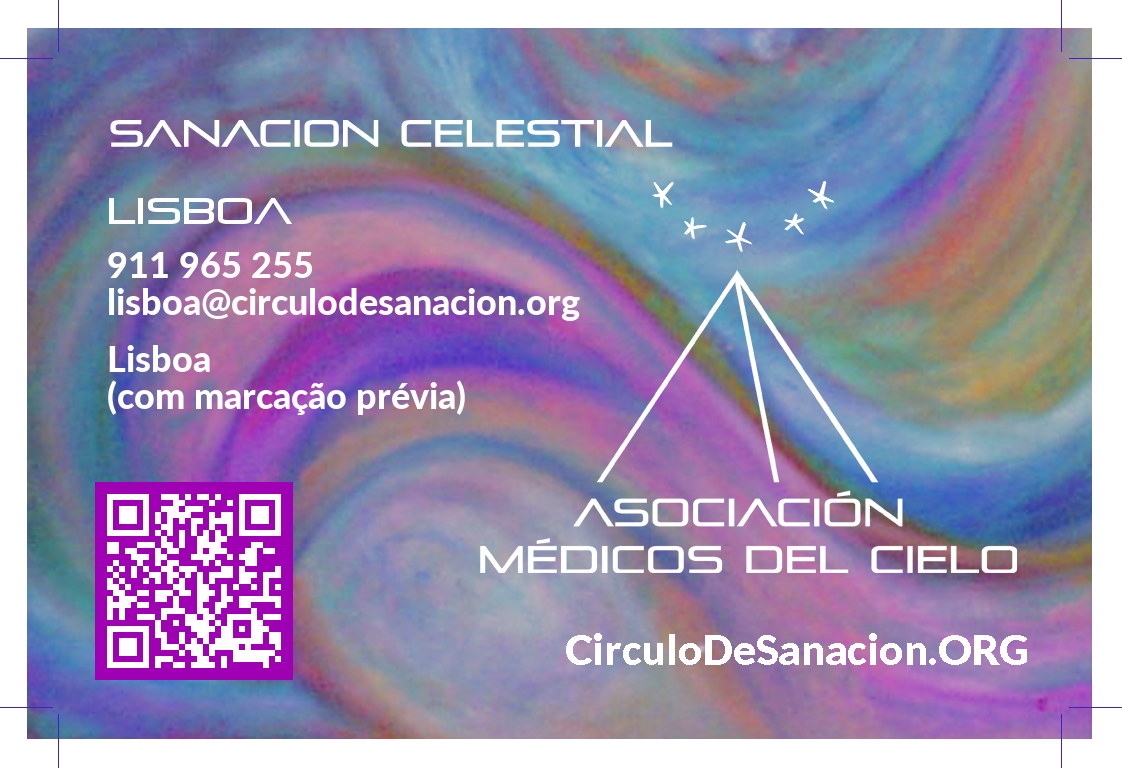 SANACION CELESTIAL
LISBOA
911 965 255
lisboa@circulodesanacion.org
Lisboa
(com marcação prévia)
ASOCIACIÓN
MÉDICOS DEL CIELO
CirculoDeSanacion.ORG